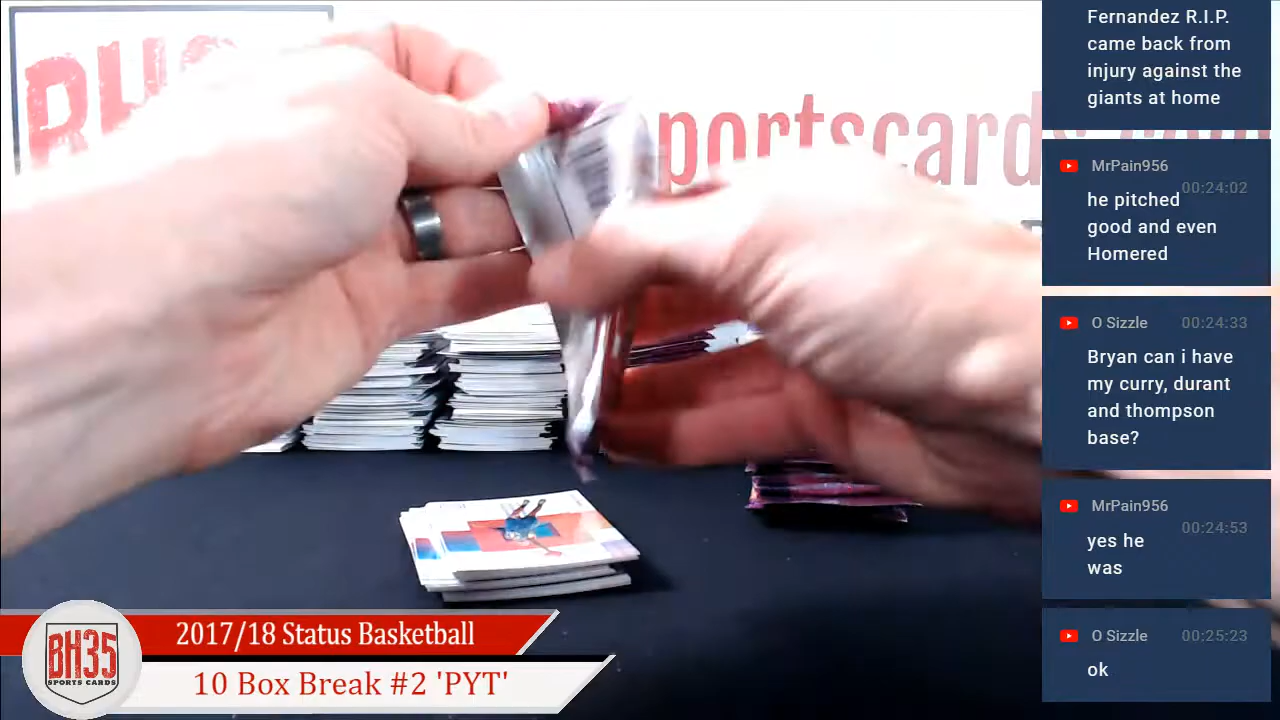 BH3
portscards
Fernandez R.I.P.
came back from
injury against the
giants at home
MrPain956
00:24:02
he pitched
good and even
Homered
O Sizzle 00:24:33
Bryan can i have
my curry, durant
and thompson
base?
MrPain956
00:24:53
yes he
was
O Sizzle 00:25:23
ok
BH35
SPORTS CARDS
2017/18 Status Basketball
10 Box Break #2 'PYT'